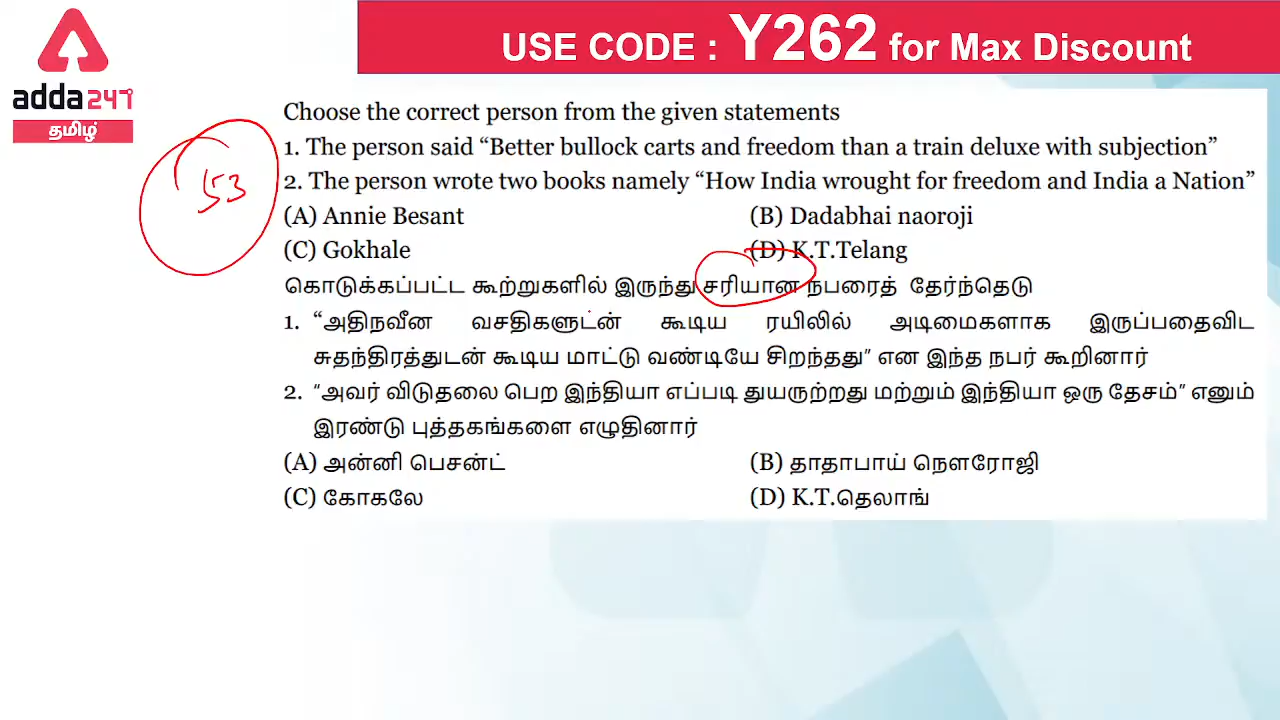 USE CODE : Y262 for Max Discount
adda247
தமிழ்
53
Choose the correct person from the given statements
1. The person said “Better bullock carts and freedom than a train deluxe with subjection”
2. The person wrote two books namely “How India wrought for freedom and India a Nation”
(A) Annie Besant (B) Dadabhai naoroji
(C) Gokhale (D) K.T.Telang
கொடுக்கப்பட்ட கூற்றுகளில் இருந்து சரியான நபரைத் தேர்ந்தெடு
1. “அதிநவீன வசதிகளுடன் கூடிய ரயிலில் அடிமைகளாக இருப்பதைவிட
சுதந்திரத்துடன் கூடிய மாட்டு வண்டியே சிறந்தது” என இந்த நபர் கூறினார்
2. “அவர் விடுதலை பெற இந்தியா எப்படி துயருற்றது மற்றும் இந்தியா ஒரு தேசம்” எனும்
இரண்டு புத்தகங்களை எழுதினார்
(A) அன்னி பெசன்ட் (B) தாதாபாய் நௌரோஜி
(C) கோகலே (D) K.T.தெலாங்